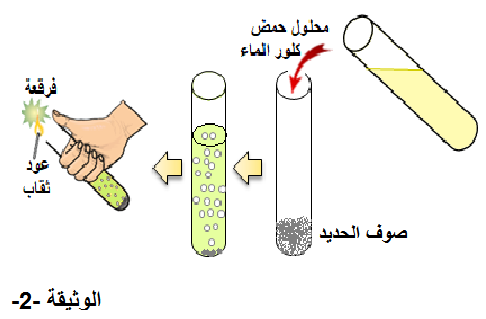 محلول حمض
كلور الماء
فرقعة
عود
ثقاب
صوف الحديد
الوثيقة -2-